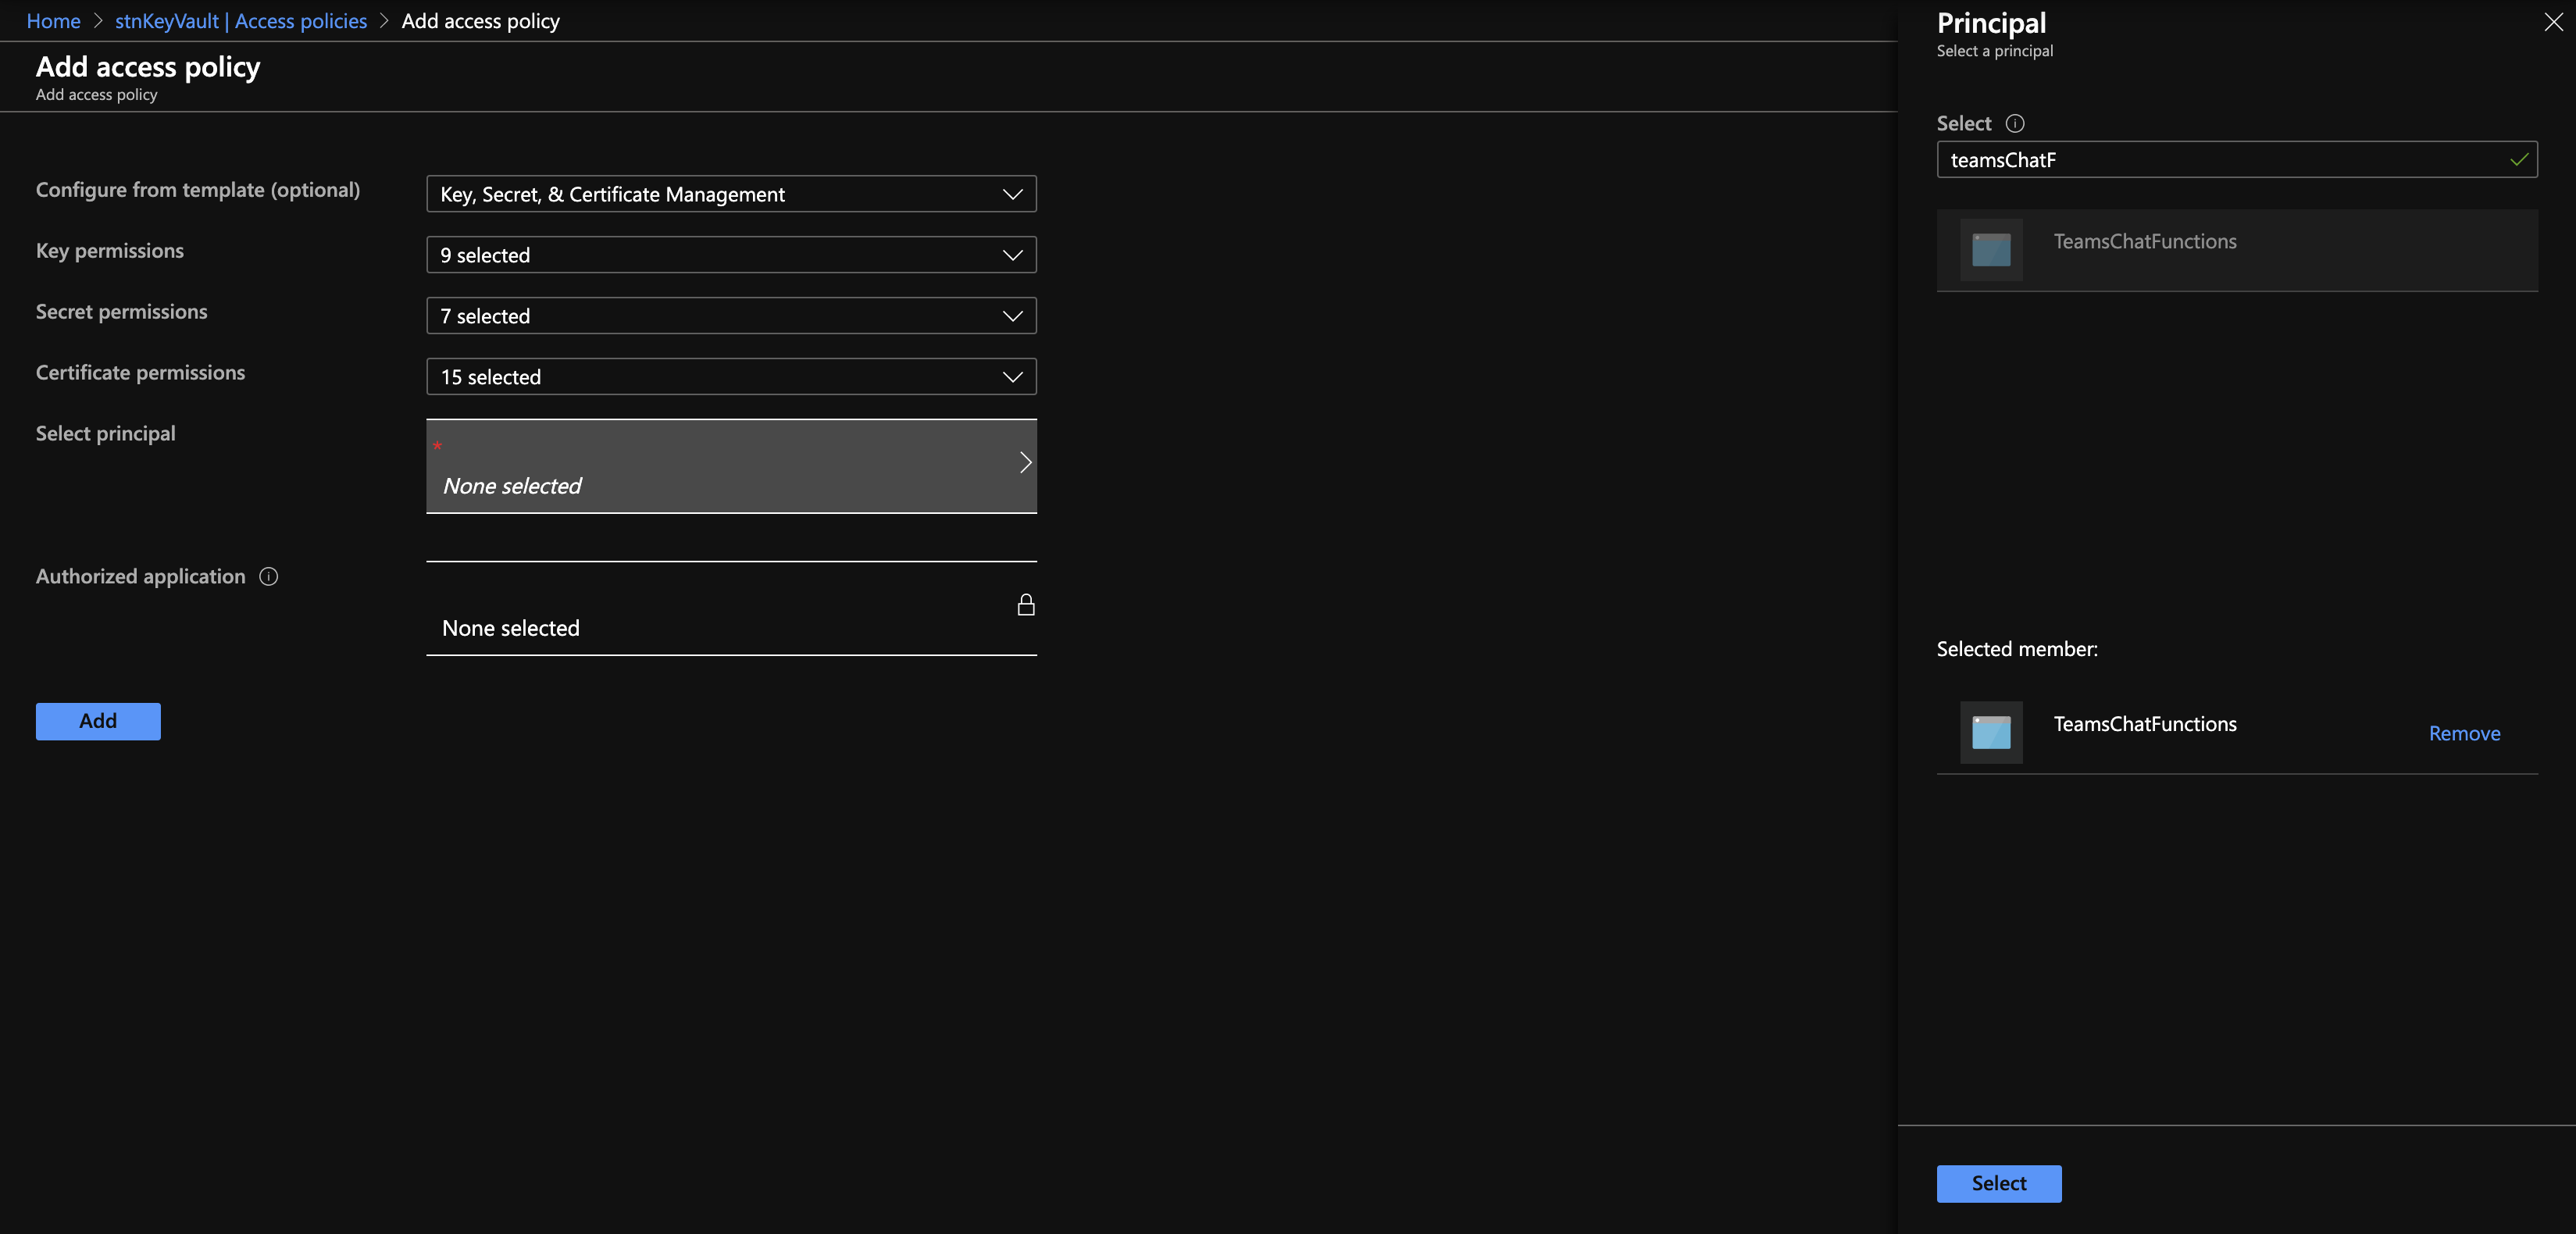 Home > stnKeyVault | Access policies > Add access policy
Add access policy
Add access policy
Configure from template (optional)
Key, Secret, & Certificate Management
Key permissions
9 selected
Secret permissions
7 selected
Certificate permissions
15 selected
Select principal
*
None selected
Authorized application
None selected
Add
Principal
Select a principal
Select
teamsChatF
TeamsChatFunctions
Selected member:
TeamsChatFunctions
Remove
Select